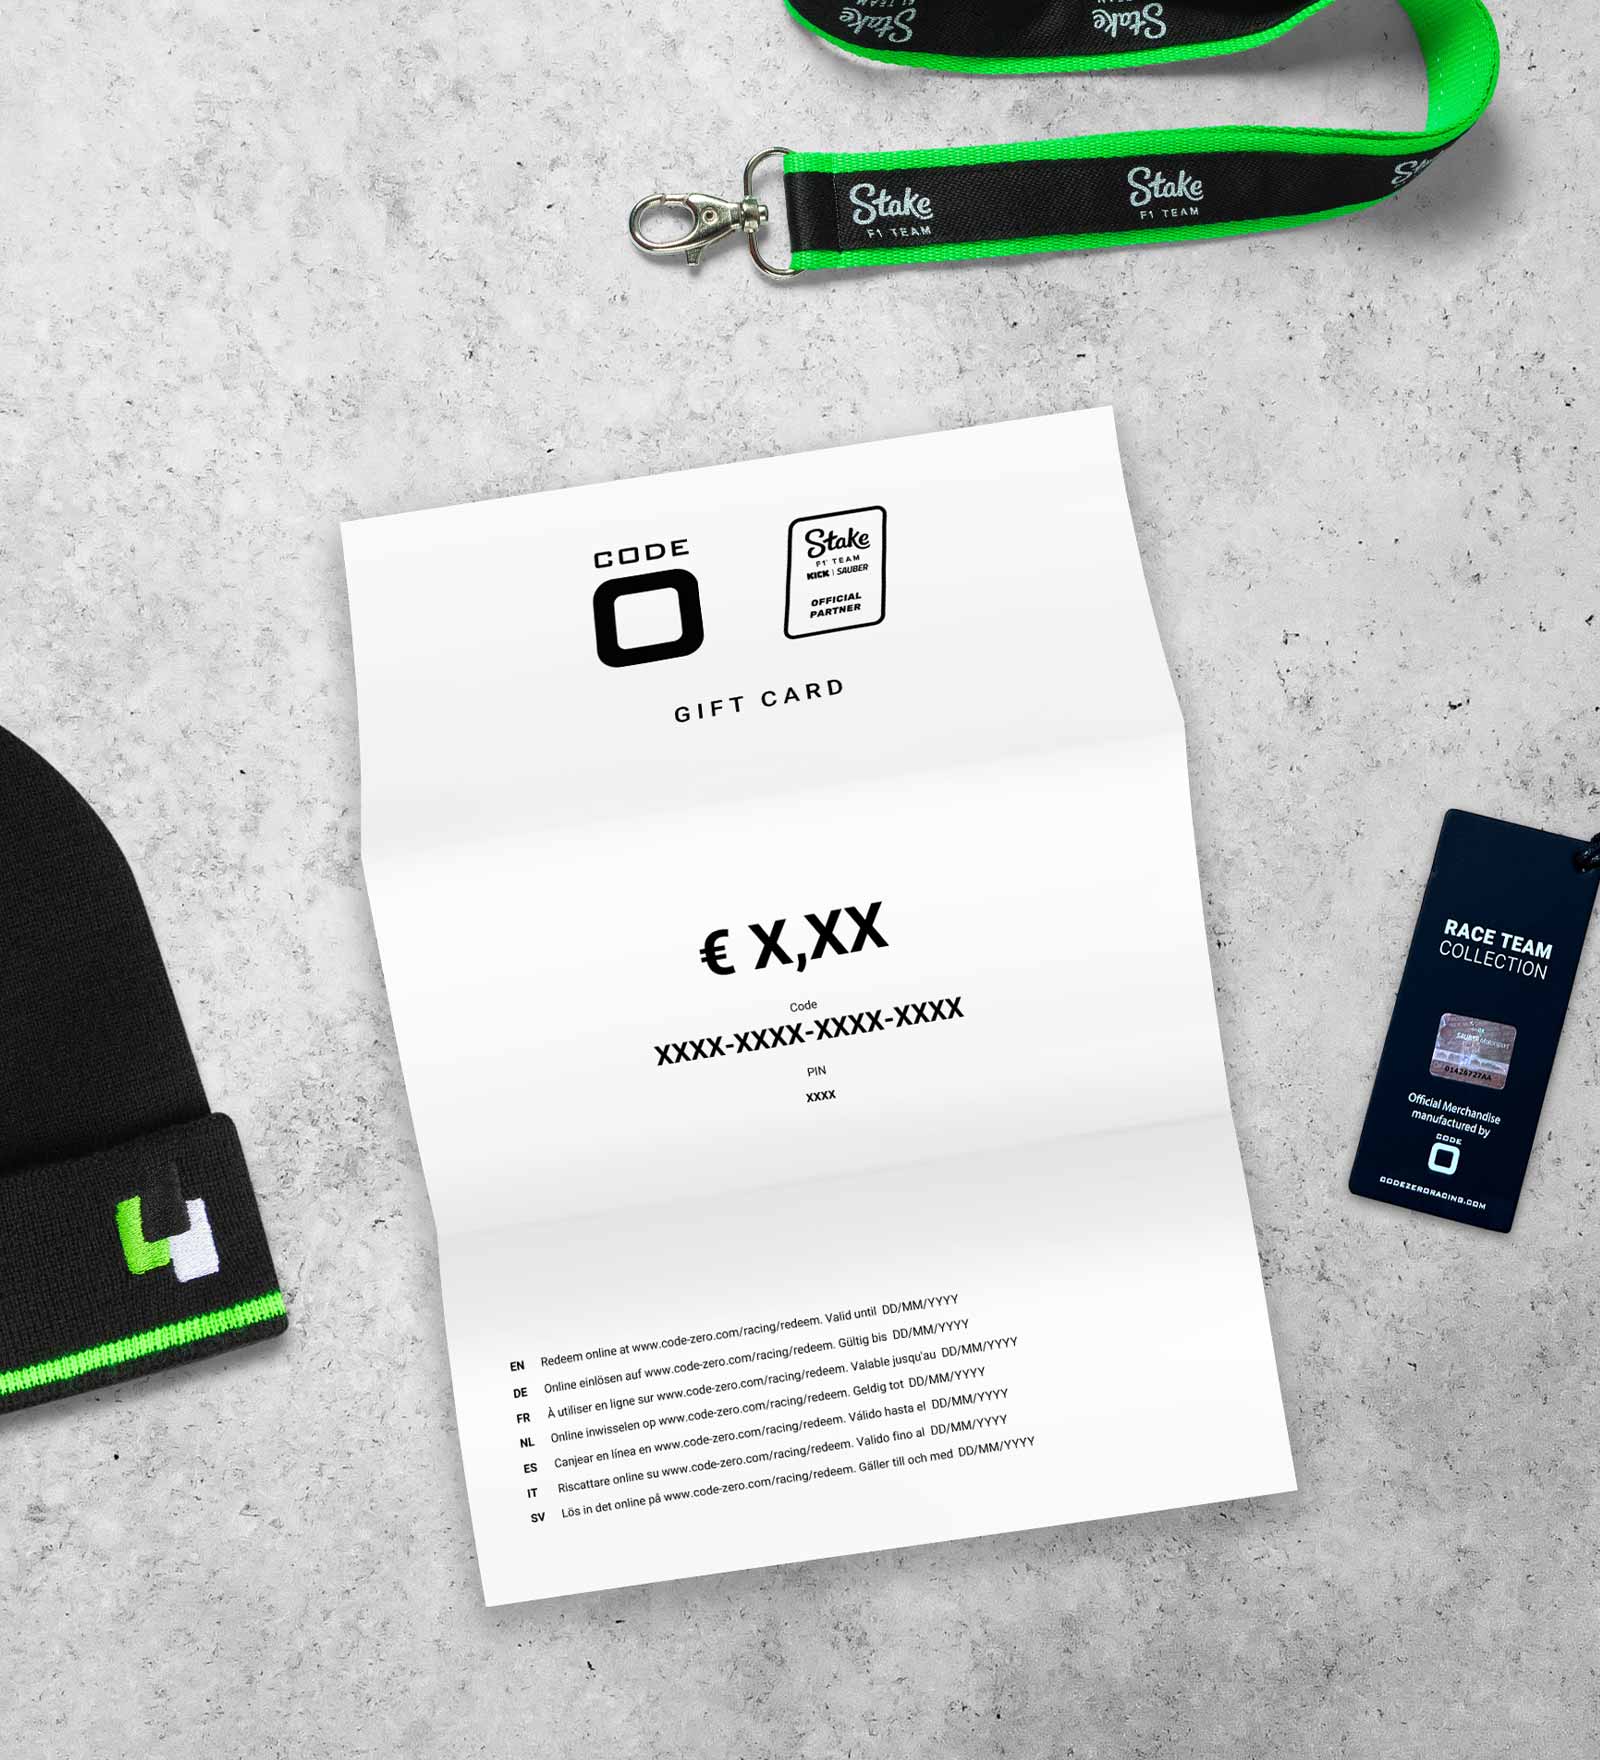 Stake
F1 TEAM
Stake
F1 TEAM
Stake
F1 TEAM
Stake
F1 TEAM
CODE
Stake
F1 TEAM
KICK | SAUBER
OFFICIAL
PARTNER
GIFT CARD
€ X,XX
Code
XXXX-XXXX-XXXX-XXXX
PIN
XXXX
EN Redeem online at www.code-zero.com/racing/redeem. Valid until DD/MM/YYYY
DE Online einlösen auf www.code-zero.com/racing/redeem. Gültig bis DD/MM/YYYY
FR À utiliser en ligne sur www.code-zero.com/racing/redeem. Valable jusqu'au DD/MM/YYYY
NL Online inwisselen op www.code-zero.com/racing/redeem. Geldig tot DD/MM/YYYY
ES Canjear en línea en www.code-zero.com/racing/redeem. Válido hasta el DD/MM/YYYY
IT Riscattare online su www.code-zero.com/racing/redeem. Valido fino al DD/MM/YYYY
SV Lös in det online på www.code-zero.com/racing/redeem. Gäller till och med DD/MM/YYYY
RACE TEAM
COLLECTION
01426727AA
Official Merchandise
manufactured by
CODE
CODEZERORACING.COM